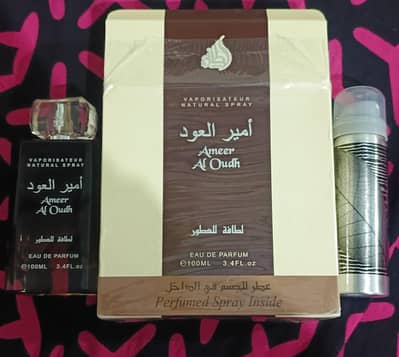 VAPORISATEUR
NATURAL SPRAY
أمير العود
Ameer
Al Oudh
لطافة للعطور
EAU DE PARFUM
℮100ML 3.4FL.oz
VAPORISATEUR
NATURAL SPRAY
أمير العود
Ameer
Al Oudh
لطافة للعطور
EAU DE PARFUM
℮100ML 3.4FL.oz
عطر للجسم في الداخل
Perfumed Spray Inside